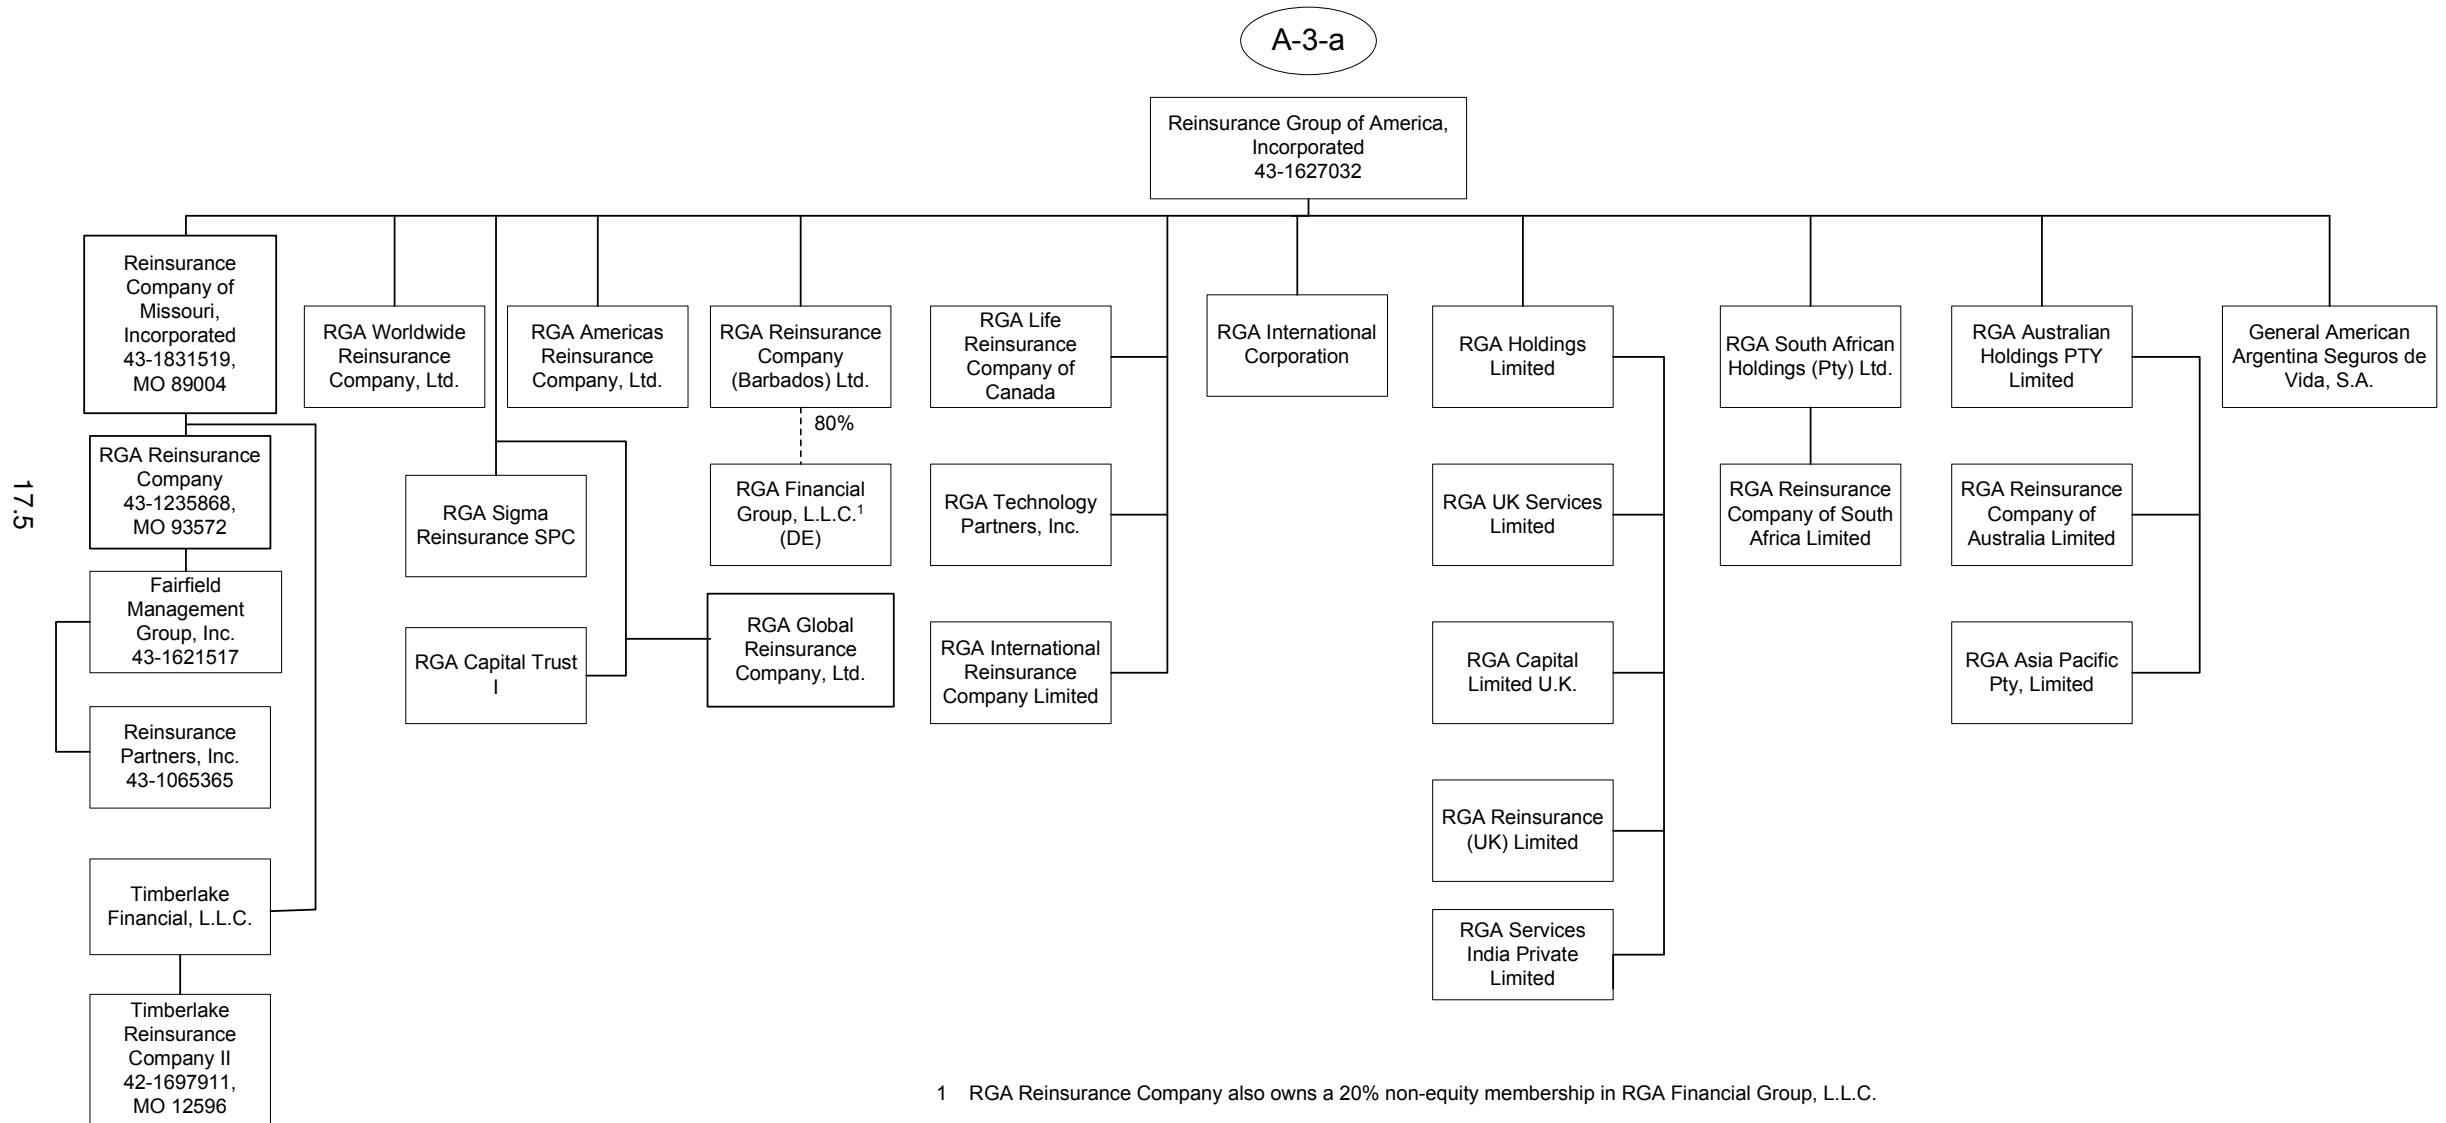 A-3-a
Reinsurance Group of America,
Incorporated
43-1627032
Reinsurance
Company of
Missouri,
Incorporated
43-1831519,
MO 89004
RGA Worldwide
Reinsurance
Company, Ltd.
RGA Americas
Reinsurance
Company, Ltd.
RGA Reinsurance
Company
(Barbados) Ltd.
RGA Life
Reinsurance
Company of
Canada
RGA International
Corporation
RGA Holdings
Limited
RGA South African
Holdings (Pty) Ltd.
RGA Australian
Holdings PTY
Limited
General American
Argentina Seguros de
Vida, S.A.
80%
RGA Reinsurance
Company
43-1235868,
MO 93572
RGA Sigma
Reinsurance SPC
RGA Financial
Group, L.L.C.¹
(DE)
RGA Technology
Partners, Inc.
RGA UK Services
Limited
RGA Reinsurance
Company of South
Africa Limited
RGA Reinsurance
Company of
Australia Limited
17.5
Fairfield
Management
Group, Inc.
43-1621517
RGA Capital Trust
I
RGA Global
Reinsurance
Company, Ltd.
RGA International
Reinsurance
Company Limited
RGA Capital
Limited U.K.
RGA Asia Pacific
Pty, Limited
Reinsurance
Partners, Inc.
43-1065365
RGA Reinsurance
(UK) Limited
Timberlake
Financial, L.L.C.
RGA Services
India Private
Limited
Timberlake
Reinsurance
Company II
42-1697911,
MO 12596
1 RGA Reinsurance Company also owns a 20% non-equity membership in RGA Financial Group, L.L.C.